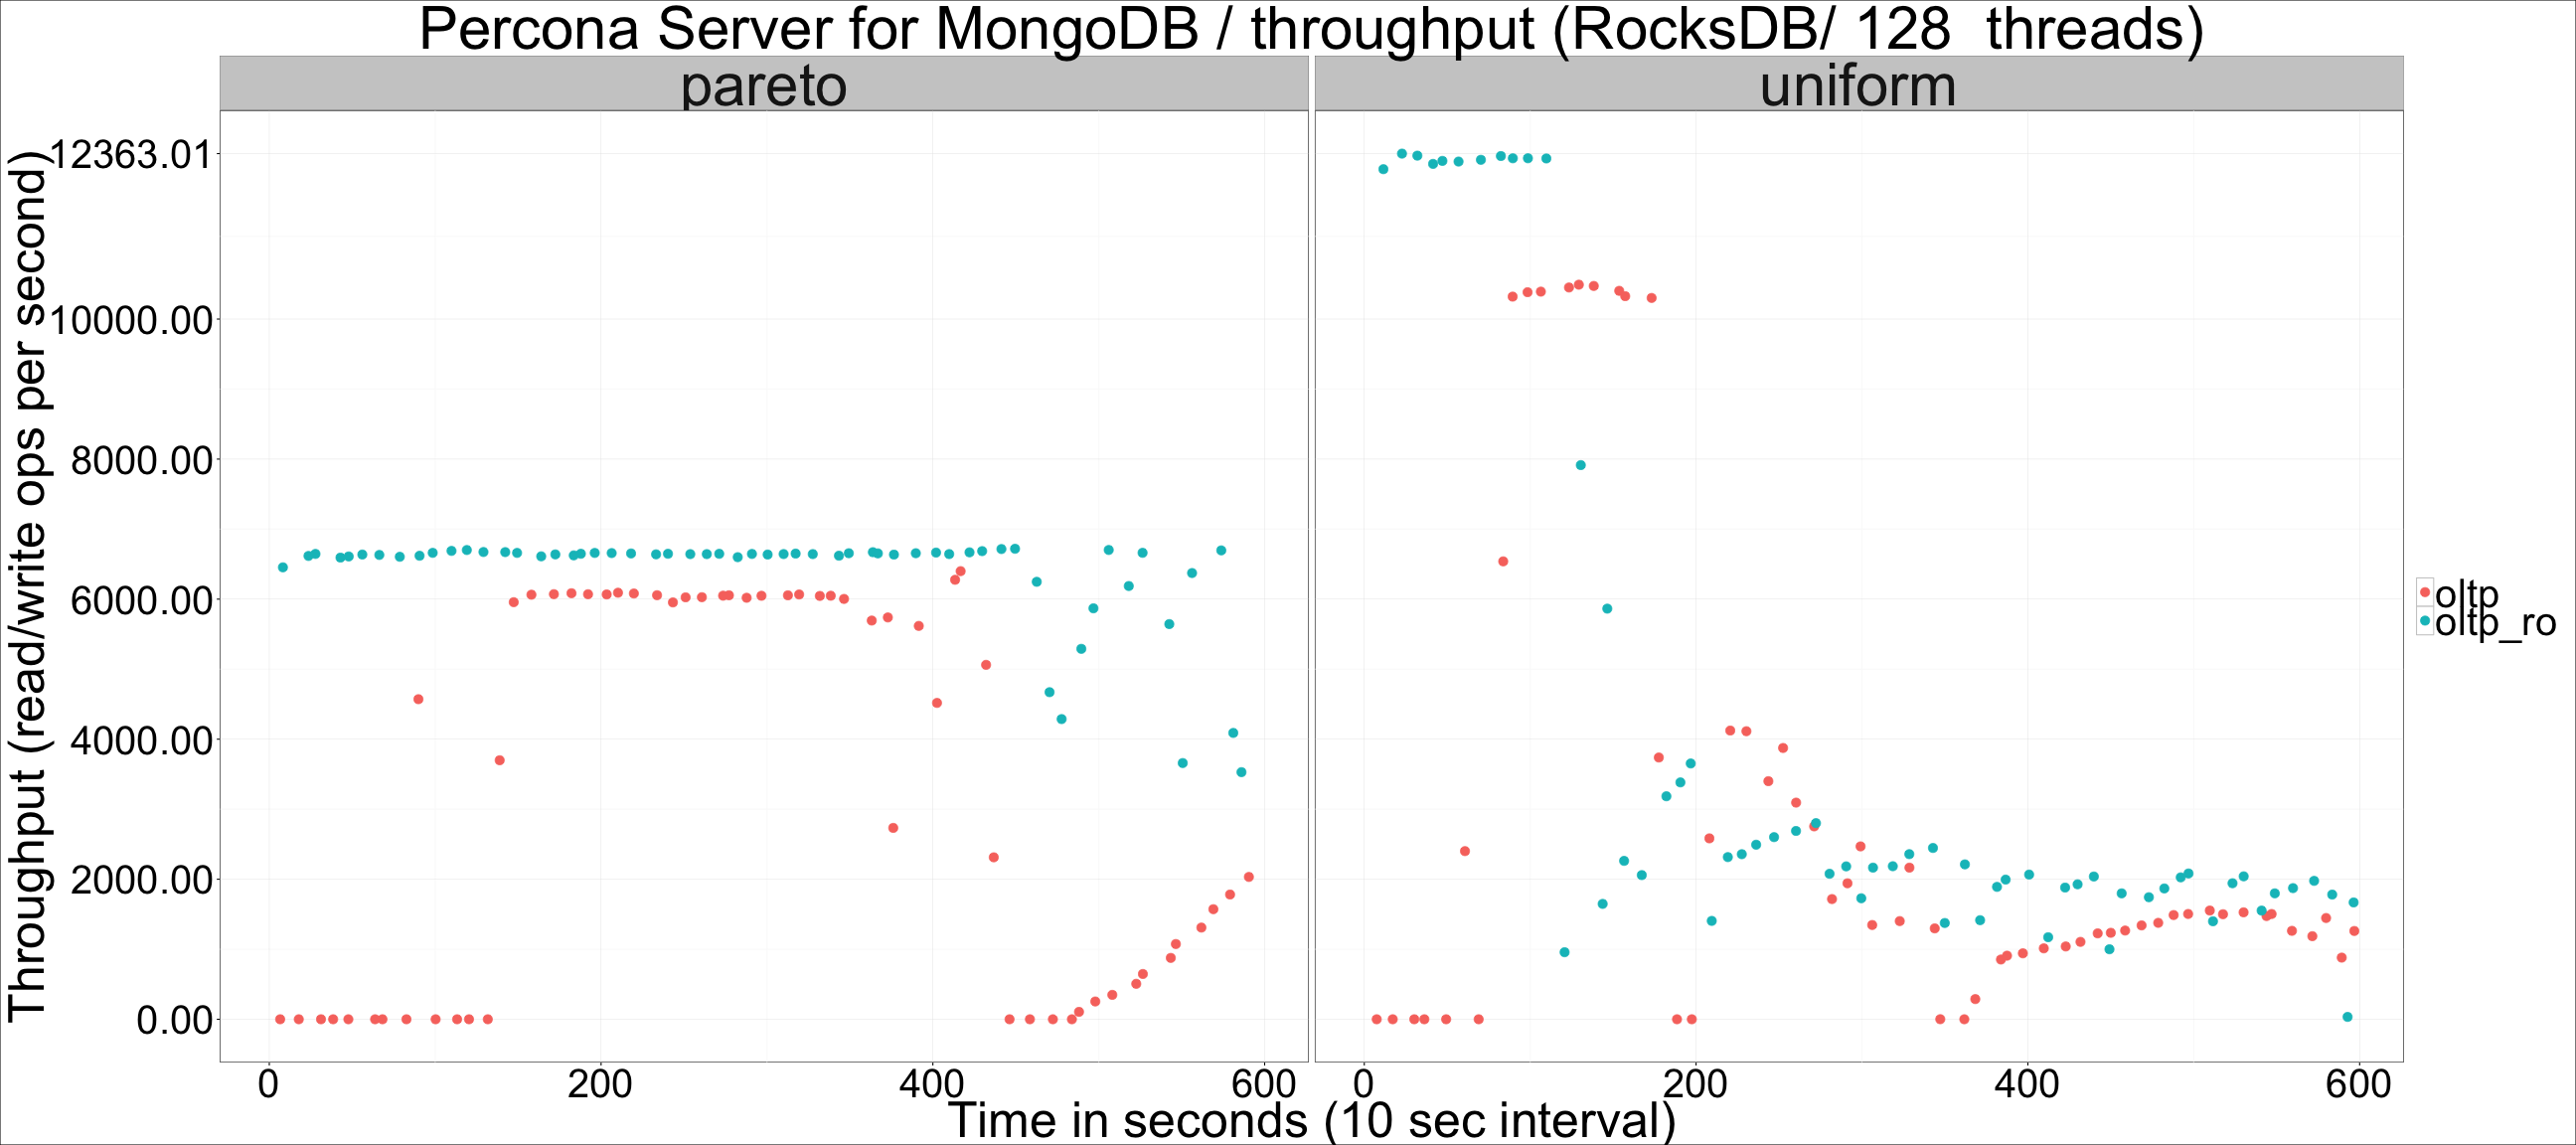 Percona Server for MongoDB / throughput (RocksDB/ 128  threads)
pareto
uniform
Throughput (read/write ops per second)
12363.01
10000.00
8000.00
6000.00
4000.00
2000.00
0.00
0 200 400 600
0 200 400 600
Time in seconds (10 sec interval)
oltp
oltp_ro